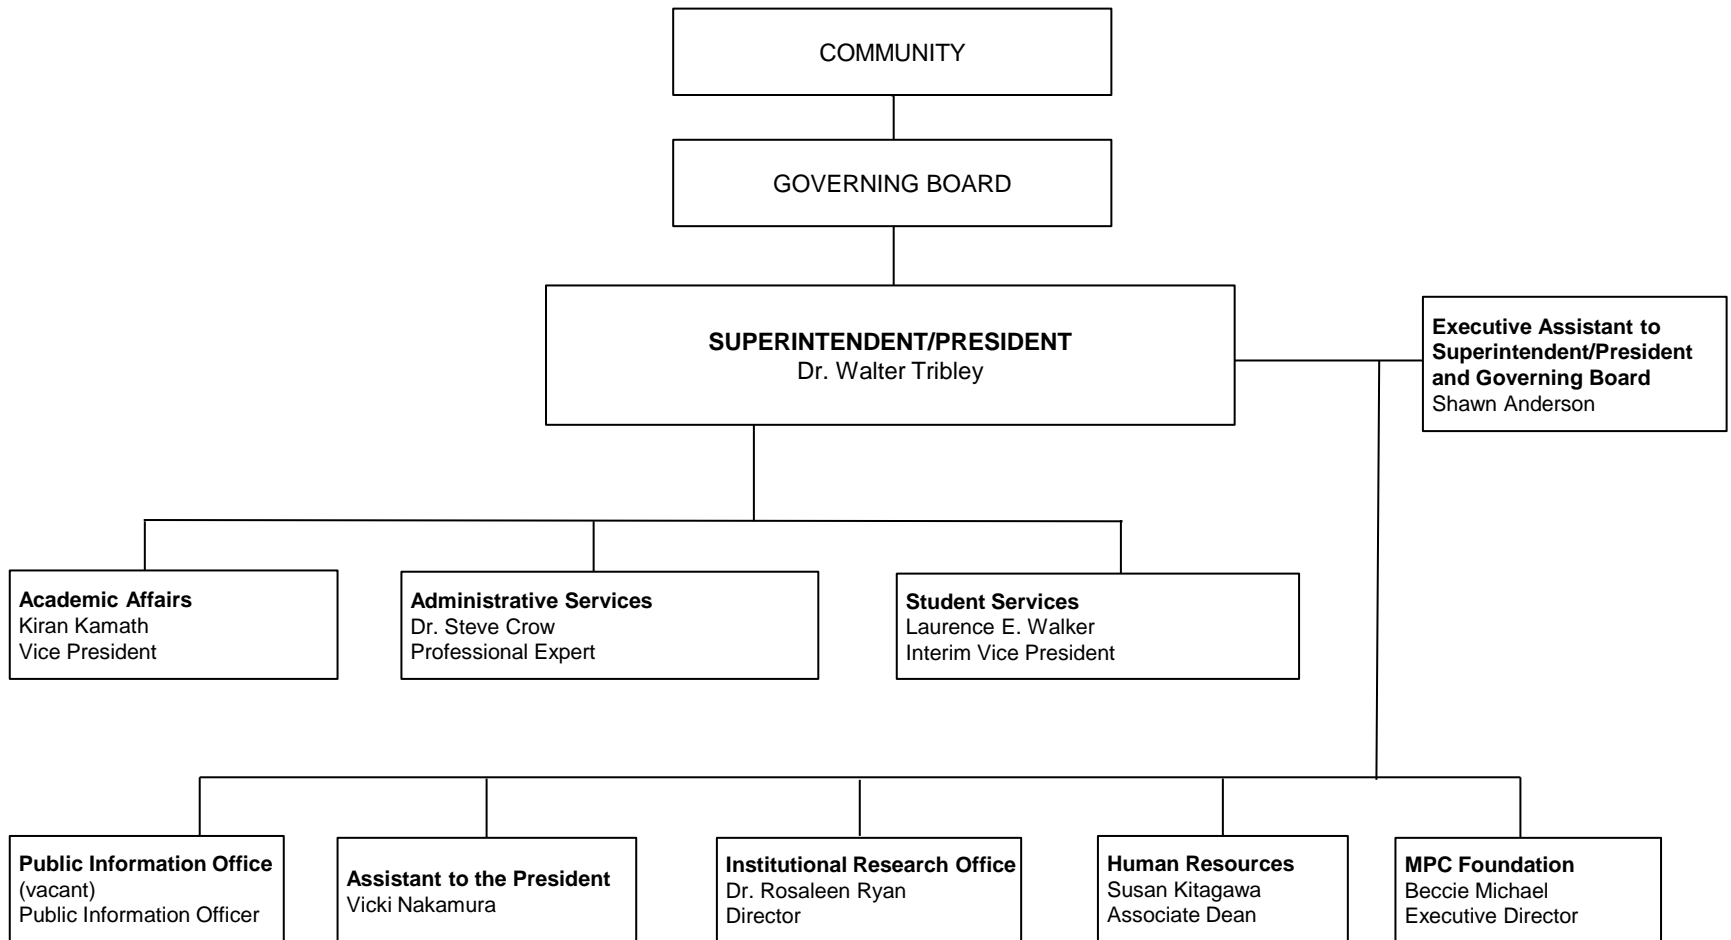 COMMUNITY
GOVERNING BOARD
SUPERINTENDENT/PRESIDENT
Dr. Walter Tribley
Executive Assistant to
Superintendent/President
and Governing Board
Shawn Anderson
Academic Affairs
Kiran Kamath
Vice President
Administrative Services
Dr. Steve Crow
Professional Expert
Student Services
Laurence E. Walker
Interim Vice President
Public Information Office
(vacant)
Public Information Officer
Assistant to the President
Vicki Nakamura
Institutional Research Office
Dr. Rosaleen Ryan
Director
Human Resources
Susan Kitagawa
Associate Dean
MPC Foundation
Beccie Michael
Executive Director